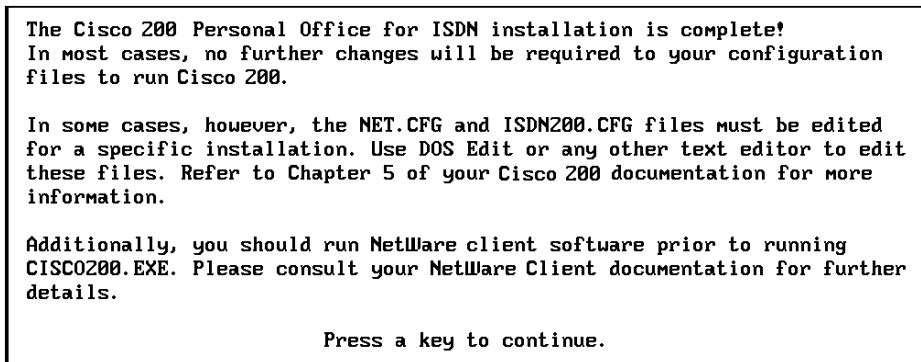 The Cisco 200 Personal Office for ISDN installation is complete!
In most cases, no further changes will be required to your configuration
files to run Cisco 200.
In some cases, however, the NET.CFG and ISDN200.CFG files must be edited
for a specific installation. Use DOS Edit or any other text editor to edit
these files. Refer to Chapter 5 of your Cisco 200 documentation for more
information.
Additionally, you should run NetWare client software prior to running
CISCO200.EXE. Please consult your NetWare Client documentation for further
details.
Press a key to continue.